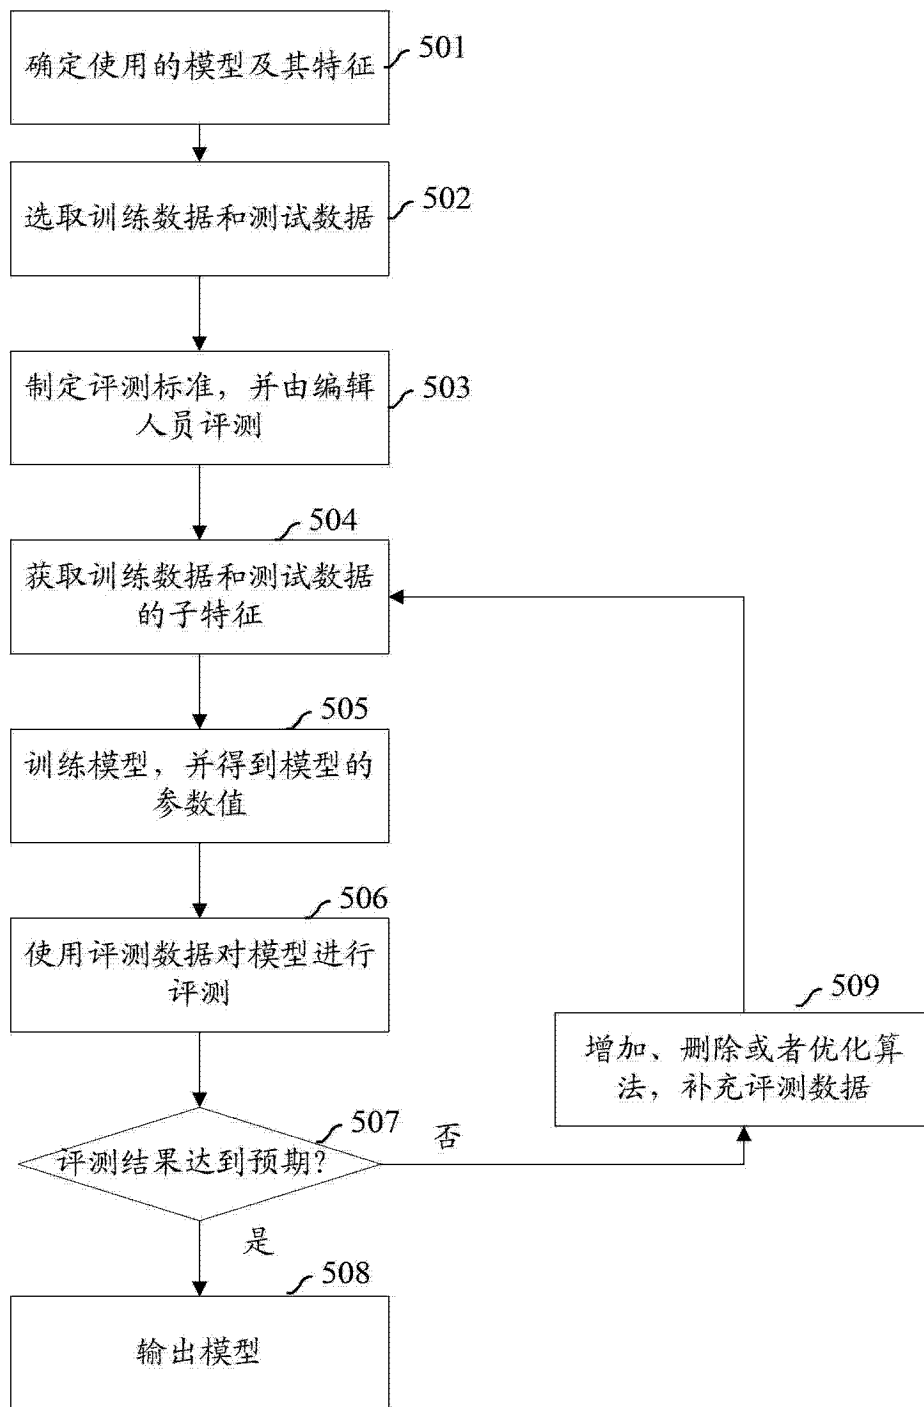 确定使用的模型及其特征
501
选取训练数据和测试数据
502
制定评测标准，并由编辑
人员评测
503
504
获取训练数据和测试数据
的子特征
505
训练模型，并得到模型的
参数值
506
使用评测数据对模型进行
评测
509
增加、删除或者优化算
法，补充评测数据
507
评测结果达到预期?
否
是
508
输出模型